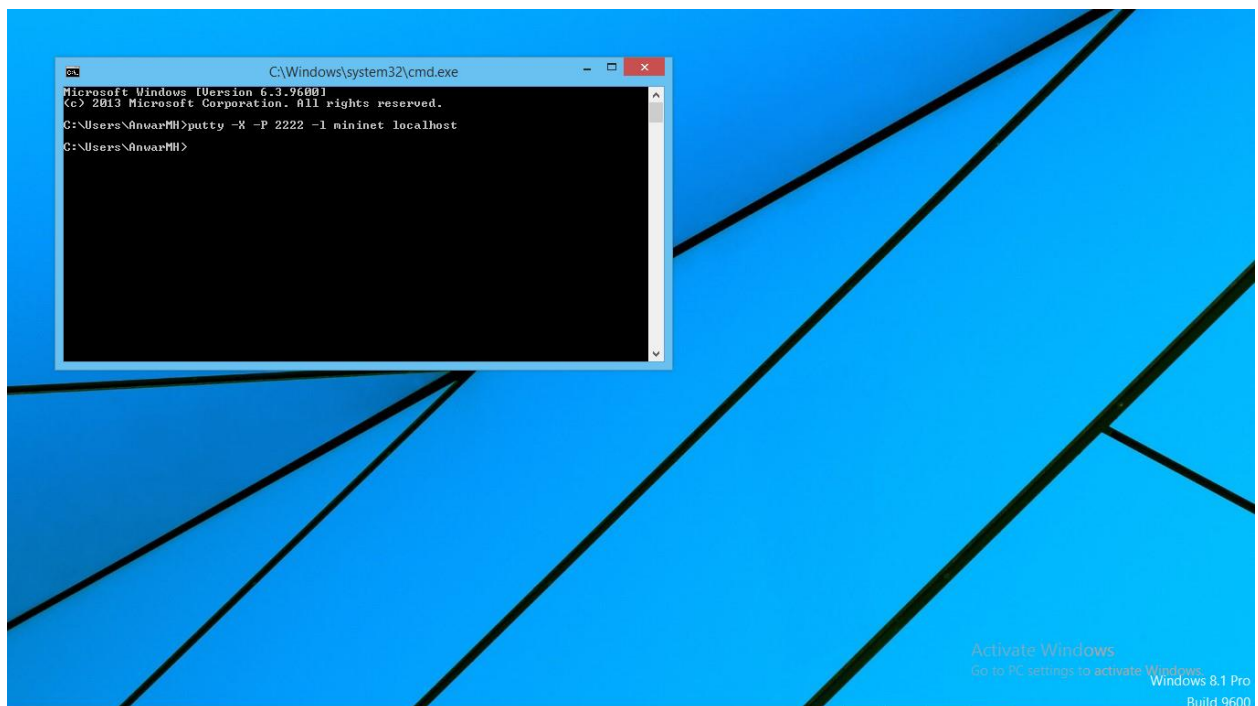 C:\Windows\system32\cmd.exe
Microsoft Windows [Version 6.3.9600]
(c) 2013 Microsoft Corporation. All rights reserved.
C:\Users\AnwarMH>putty -X -P 2222 -l mininet localhost
C:\Users\AnwarMH>
Activate Windows
Go to PC settings to activate Windows.
Windows 8.1 Pro
Build 9600